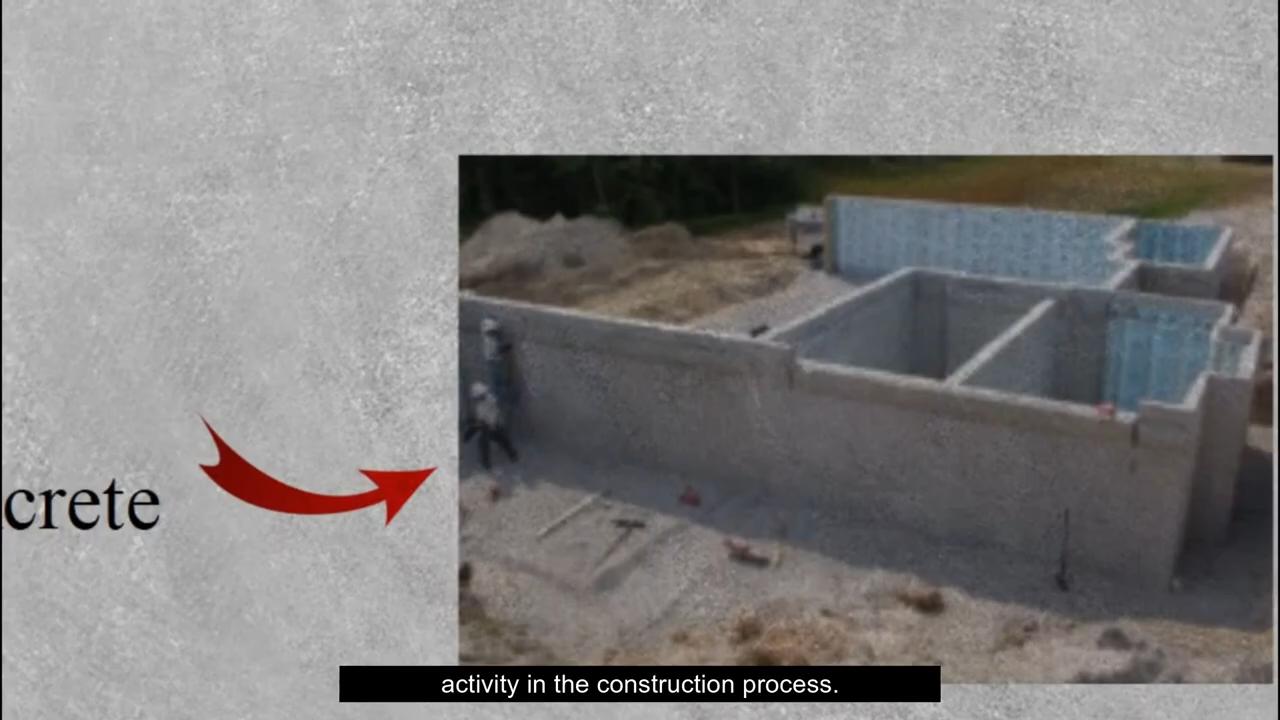 crete
activity in the construction process.